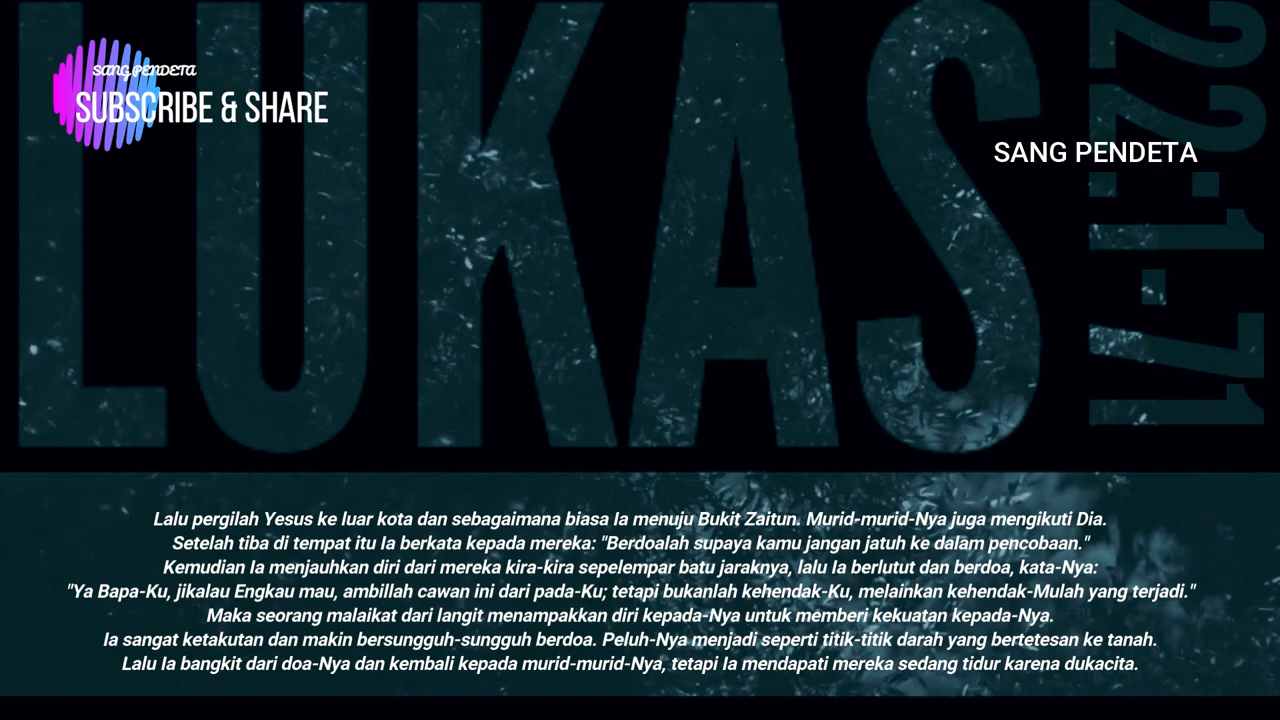 LUKAS
22:1-71
SANG PENDETA
SUBSCRIBE & SHARE
SANG PENDETA
Lalu pergilah Yesus ke luar kota dan sebagaimana biasa Ia menuju Bukit Zaitun. Murid-murid-Nya juga mengikuti Dia.
Setelah tiba di tempat itu Ia berkata kepada mereka: "Berdoalah supaya kamu jangan jatuh ke dalam pencobaan."
Kemudian Ia menjauhkan diri dari mereka kira-kira sepelempar batu jaraknya, lalu Ia berlutut dan berdoa, kata-Nya:
"Ya Bapa-Ku, jikalau Engkau mau, ambillah cawan ini dari pada-Ku; tetapi bukanlah kehendak-Ku, melainkan kehendak-Mulah yang terjadi."
Maka seorang malaikat dari langit menampakkan diri kepada-Nya untuk memberi kekuatan kepada-Nya.
Ia sangat ketakutan dan makin bersungguh-sungguh berdoa. Peluh-Nya menjadi seperti titik-titik darah yang bertetesan ke tanah.
Lalu Ia bangkit dari doa-Nya dan kembali kepada murid-murid-Nya, tetapi Ia mendapati mereka sedang tidur karena dukacita.